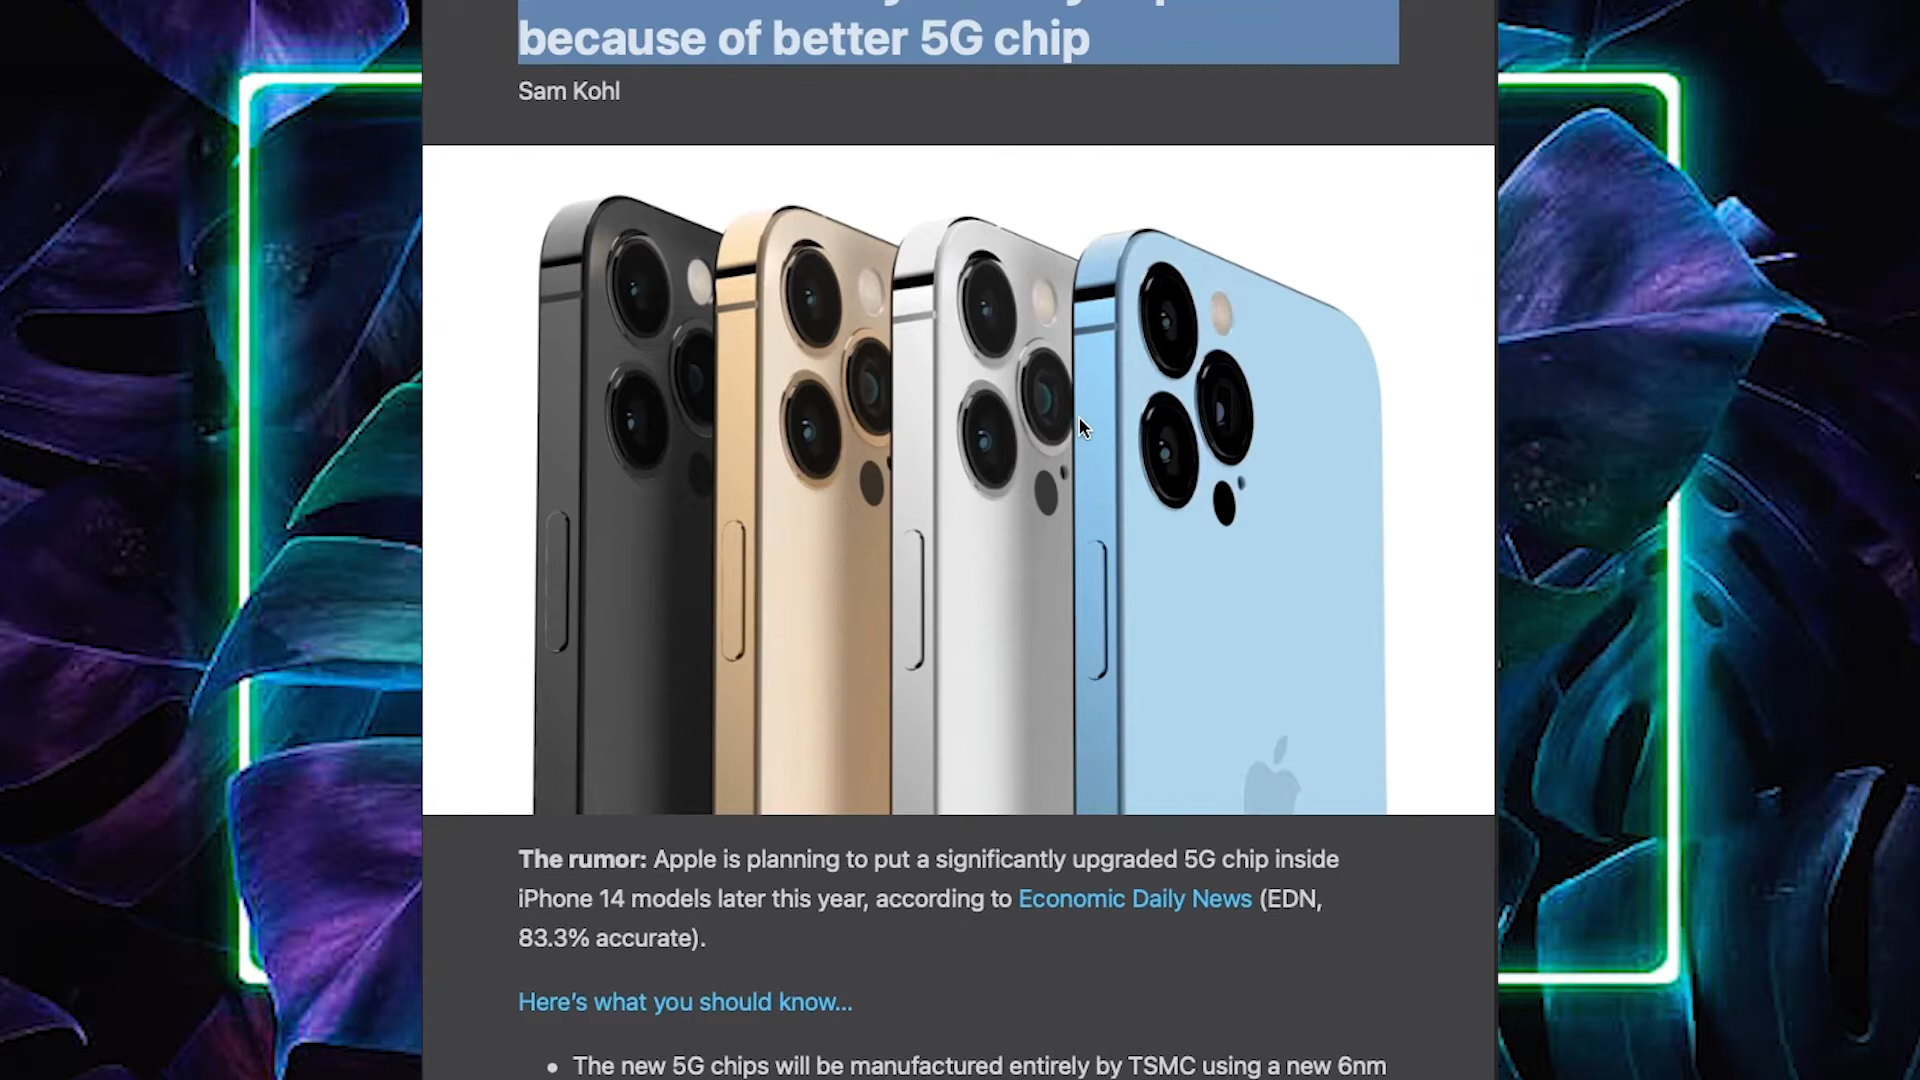 because of better 5G chip
Sam Kohl
The rumor: Apple is planning to put a significantly upgraded 5G chip inside
iPhone 14 models later this year, according to Economic Daily News (EDN,
83.3% accurate).
Here's what you should know...
• The new 5G chips will be manufactured entirely by TSMC using a new 6nm